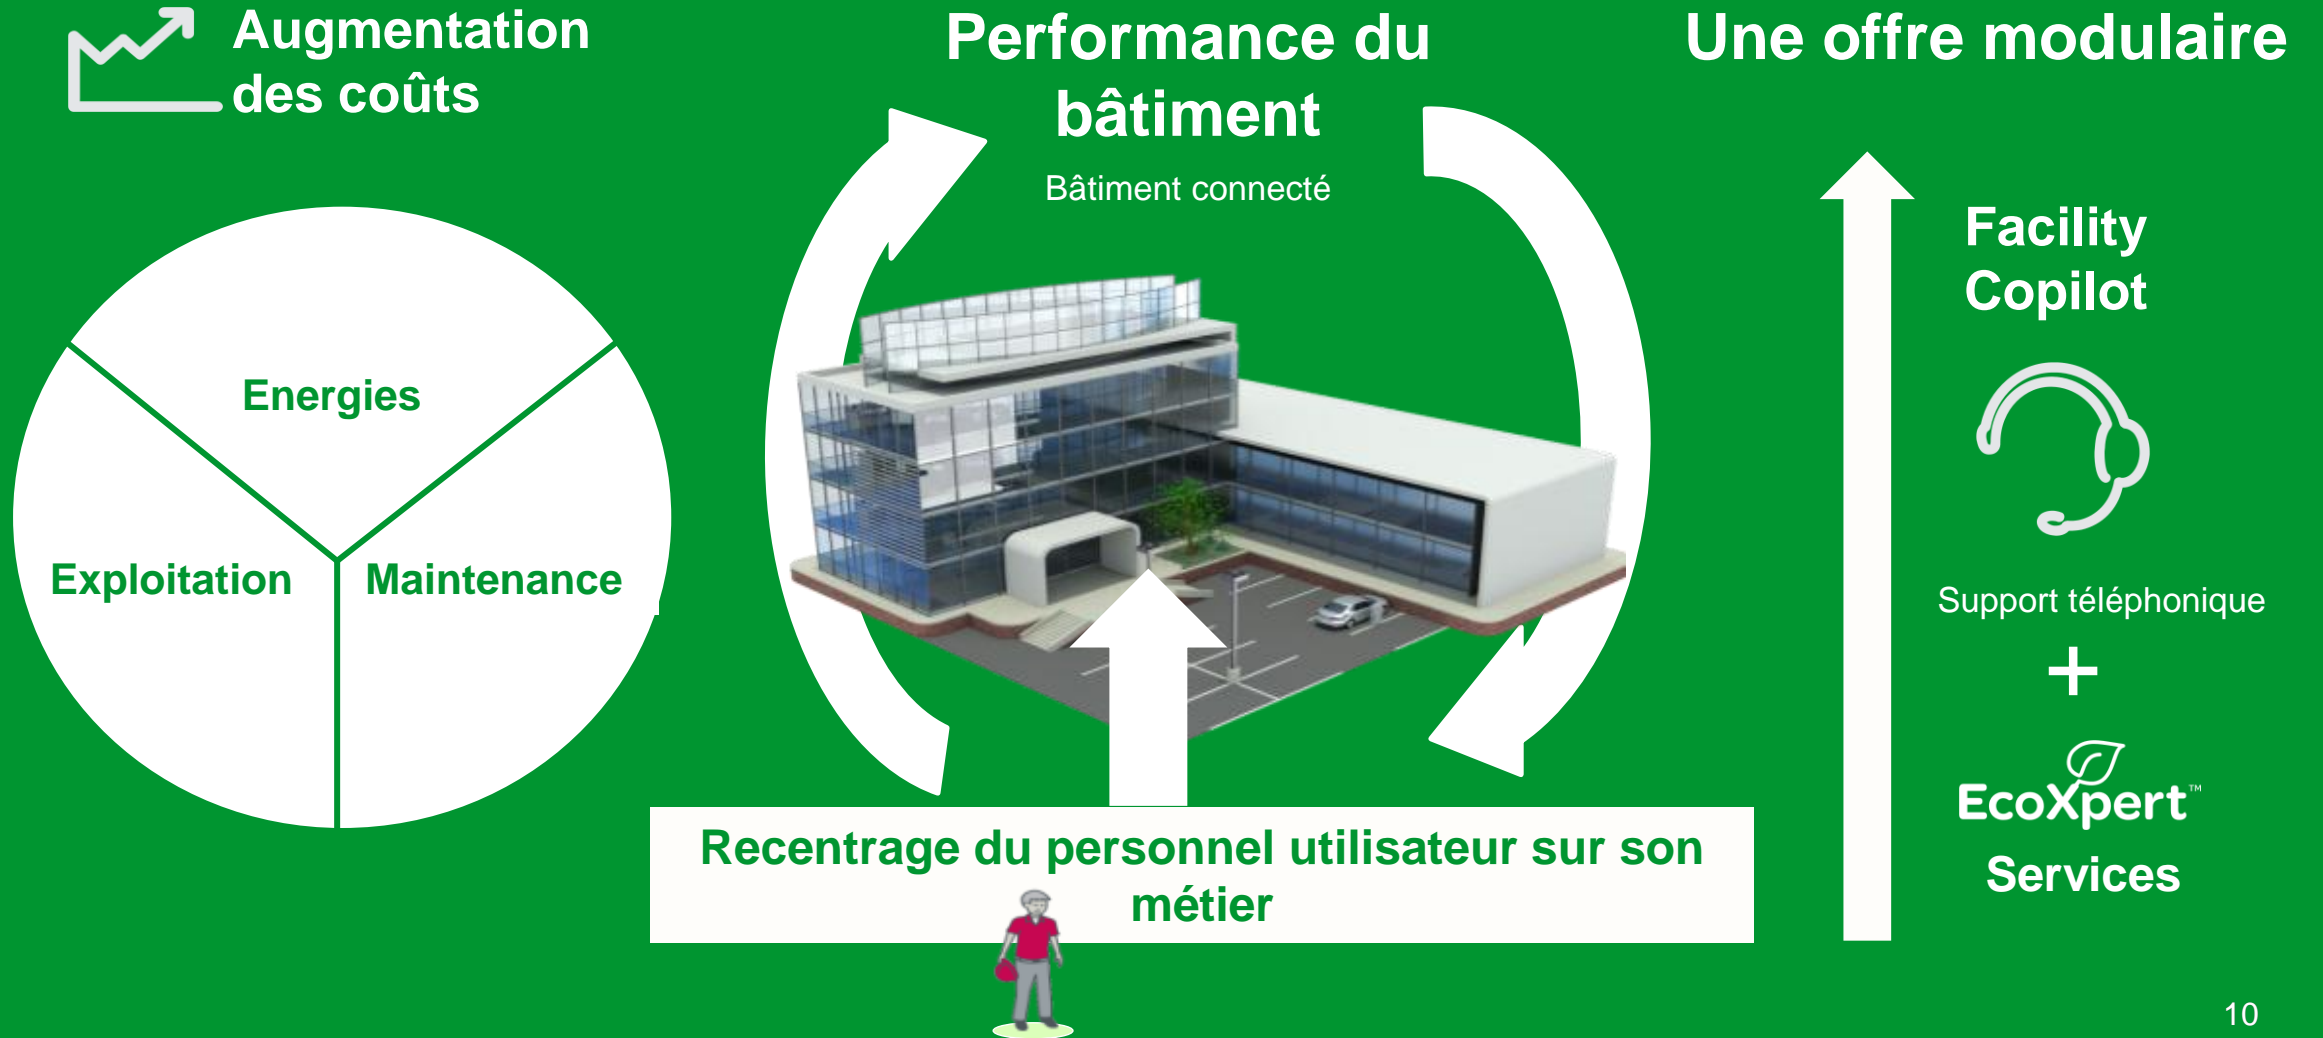 Augmentation
des coûts
Energies
Exploitation
Maintenance
Performance du
bâtiment
Bâtiment connecté
Recentrage du personnel utilisateur sur son
métier
Une offre modulaire
Facility
Copilot
Support téléphonique
+
EcoXpert™
Services
10